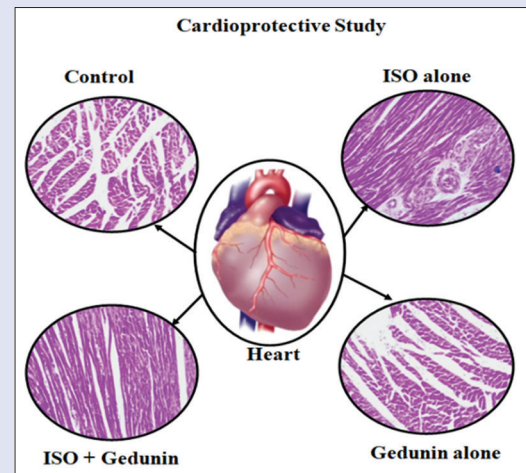 Cardioprotective Study
Control
ISO alone
Heart
ISO + Gedunin
Gedunin alone